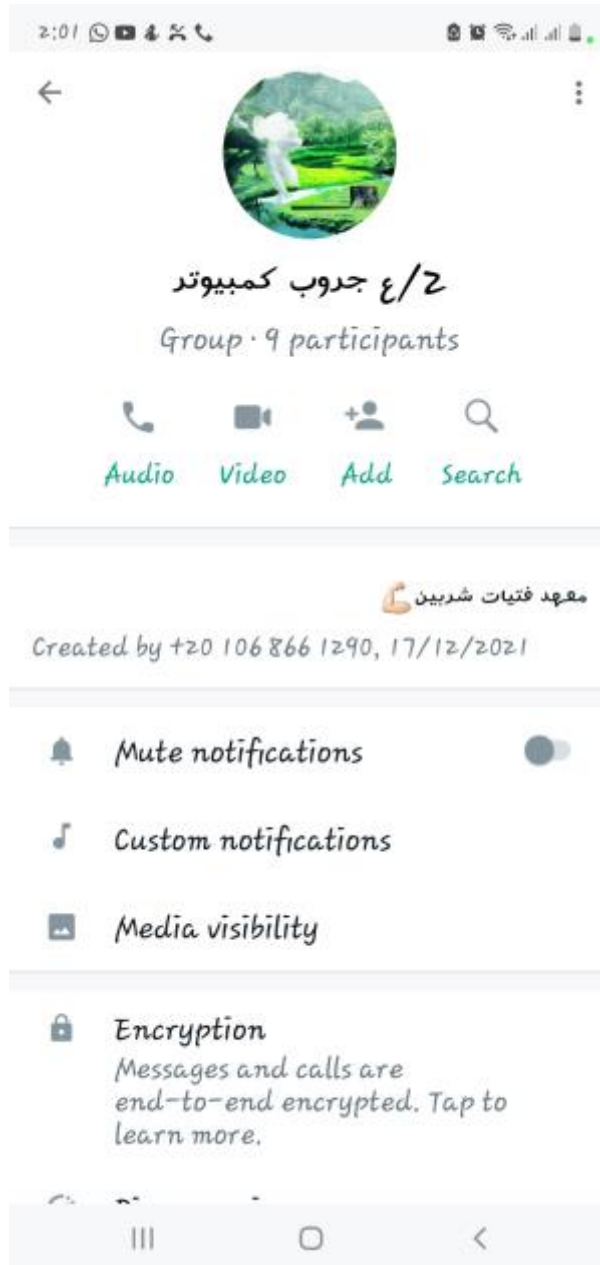 2:01
جروب كمبيوتر ع/2
Group · 9 participants
Audio Video Add Search
معهد فتيات شربين💪🏻
Created by +20 106 866 1290, 17/12/2021
Mute notifications
Custom notifications
Media visibility
Encryption
Messages and calls are
end-to-end encrypted. Tap to
learn more.